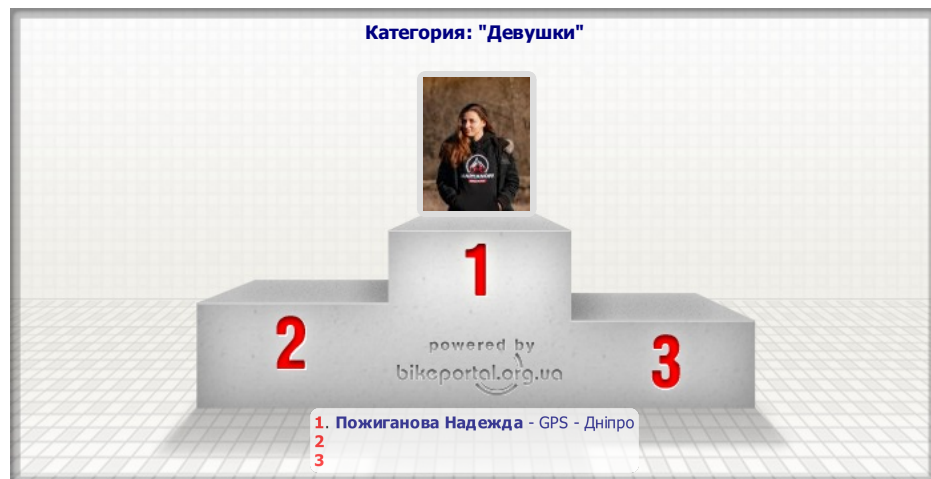 Категория: "Девушки"
1
2
3
powered by
bikeportal.org.ua
1. Пожиганова Надежда - GPS - Дніпро
2
3